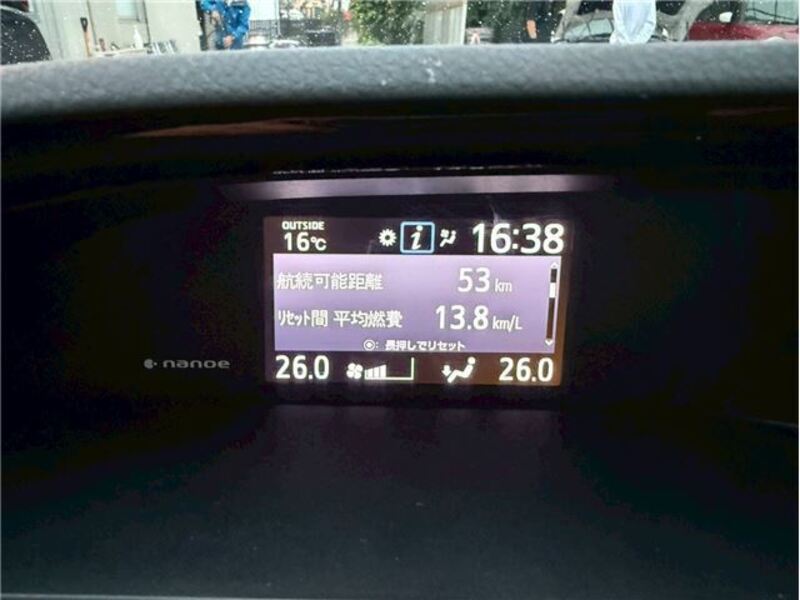 OUTSIDE
16℃
i
16:38
航続可能距離 53 km
リセット間 平均燃費 13.8 km/L
◉: 長押しでリセット
26.0
26.0
nanoe